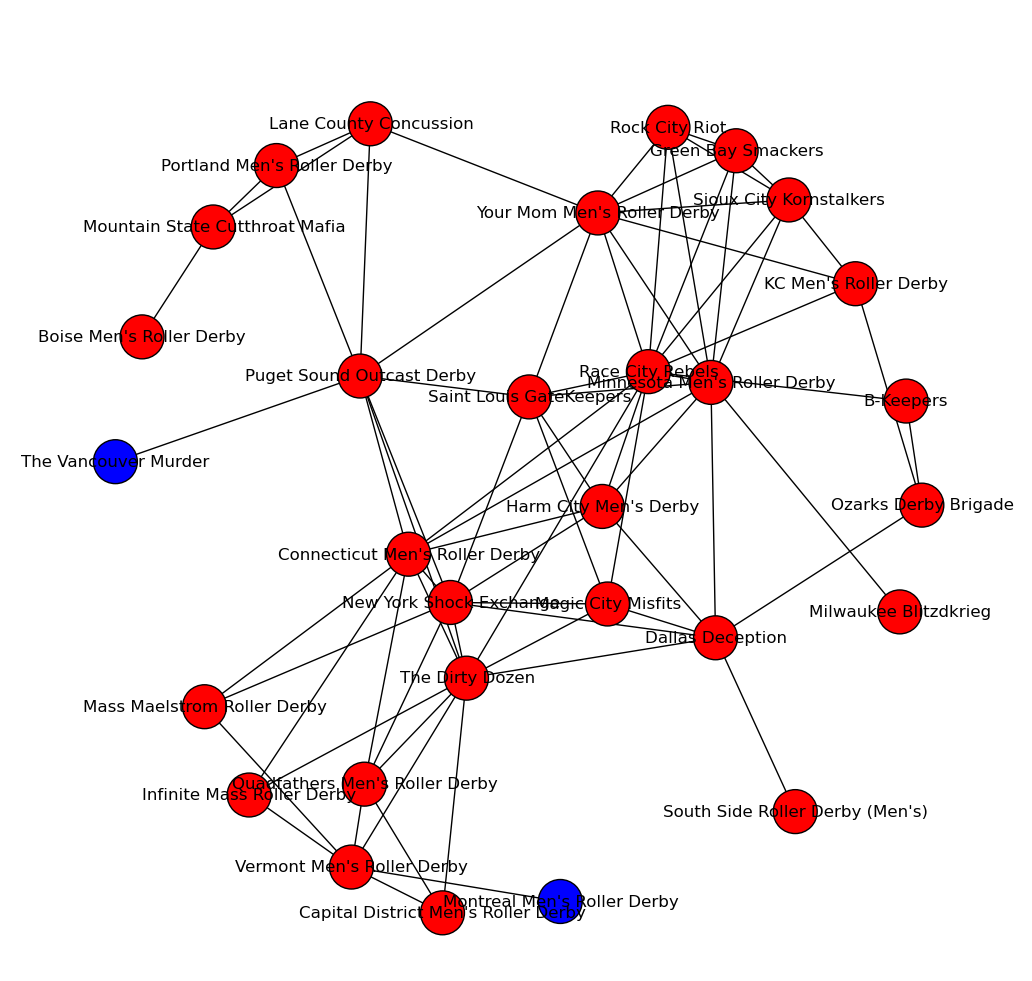 Lane County Concussion
Rock City Riot
Green Bay Smackers
Portland Men's Roller Derby
Sioux City Kornstalkers
Your Mom Men's Roller Derby
Mountain State Cutthroat Mafia
KC Men's Roller Derby
Boise Men's Roller Derby
Race City Rebels
Puget Sound Outcast Derby
Minnesota Men's Roller Derby
Saint Louis GateKeepers
B-Keepers
The Vancouver Murder
Ozarks Derby Brigade
Harm City Men's Derby
Connecticut Men's Roller Derby
New York Shock Exchange
Magic City Misfits
Milwaukee Blitzdkrieg
Dallas Deception
The Dirty Dozen
Mass Maelstrom Roller Derby
Quadfathers Men's Roller Derby
Infinite Mass Roller Derby
South Side Roller Derby (Men's)
Vermont Men's Roller Derby
Montreal Men's Roller Derby
Capital District Men's Roller Derby